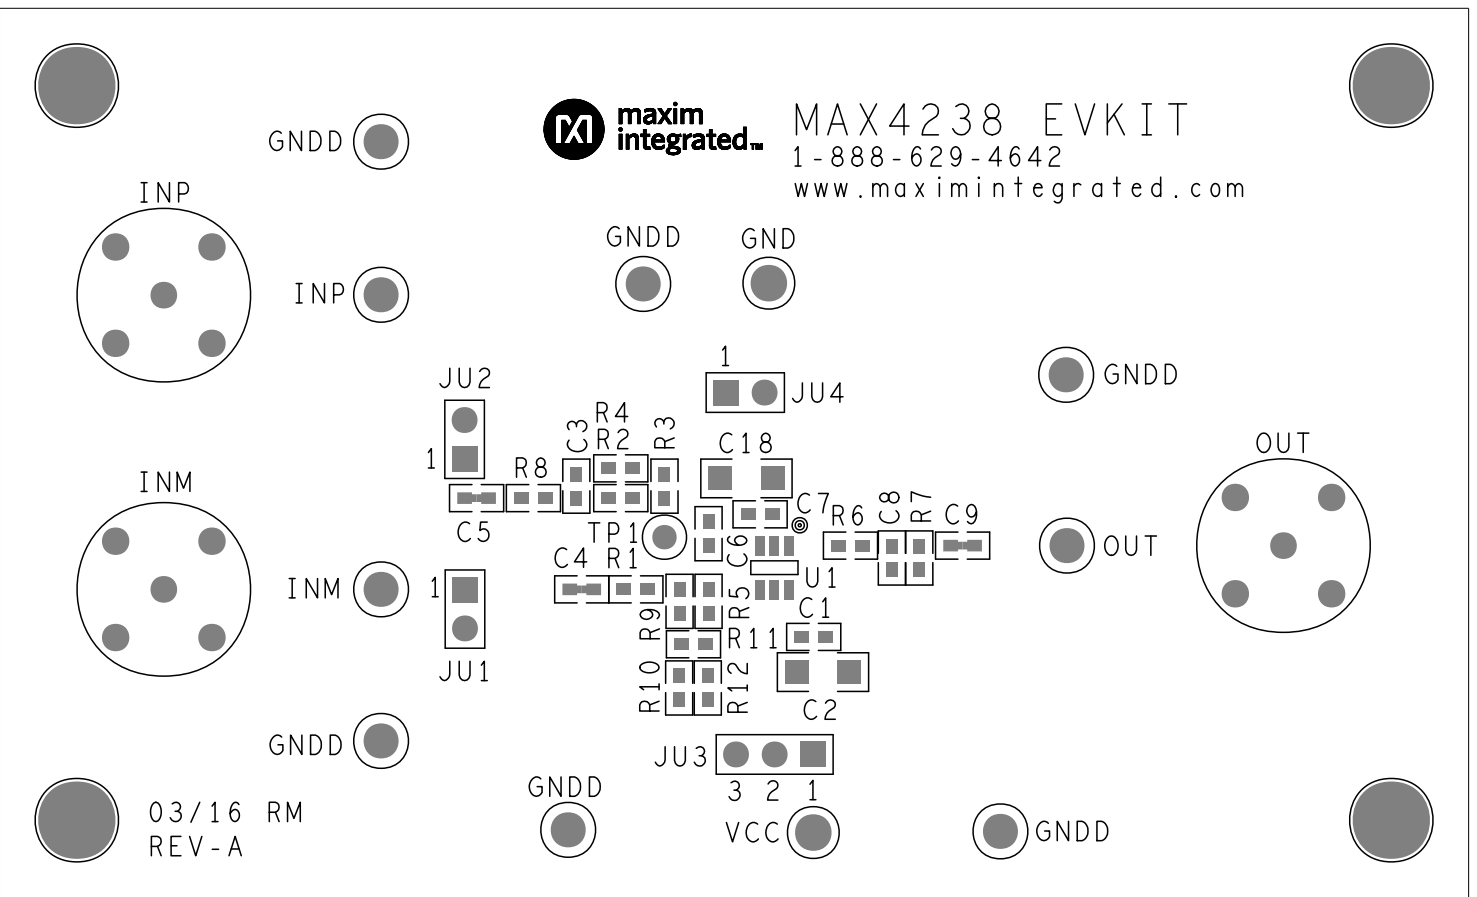 maxim
integrated™
MAX4238 EVKIT
1-888-629-4642
www.maximintegrated.com
GNDD
INP
INP
GNDD
GND
1
JU4
GNDD
JU2
1
R4
R2
C3
R3
C18
OUT
INM
R8
C5
TP1
C7
C6
R6
C8
R7
C9
OUT
C4
R1
U1
INM
1
JU1
R9
R5
C1
R11
R10
R12
C2
GNDD
JU3
3 2 1
GNDD
VCC
GNDD
03/16 RM
REV-A